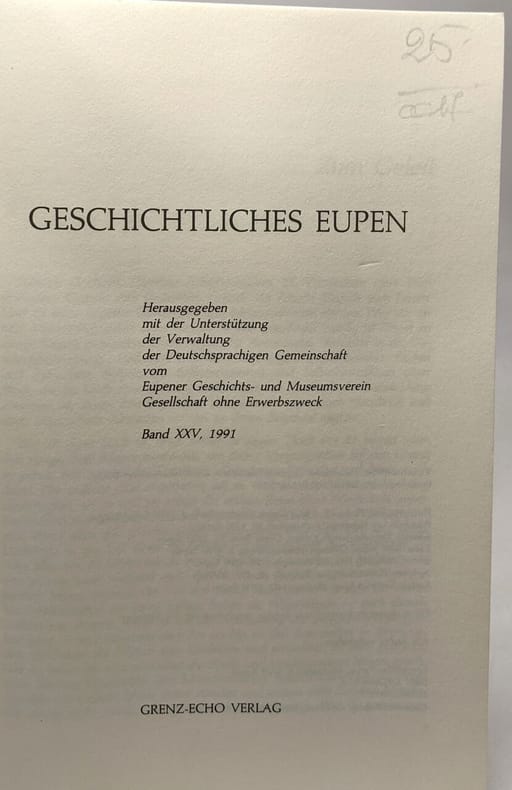 25
GESCHICHTLICHES EUPEN
Herausgegeben
mit der Unterstützung
der Verwaltung
der Deutschsprachigen Gemeinschaft
vom
Eupener Geschichts- und Museumsverein
Gesellschaft ohne Erwerbszweck
Band XXV, 1991
GRENZ-ECHO VERLAG